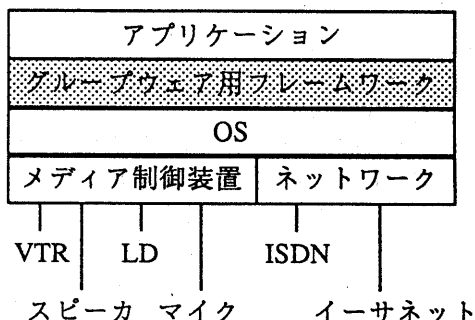 アプリケーション
グループウェア用フレームワーク
OS
メディア制御装置 ネットワーク
VTR LD ISDN
スピーカ マイク イーサネット